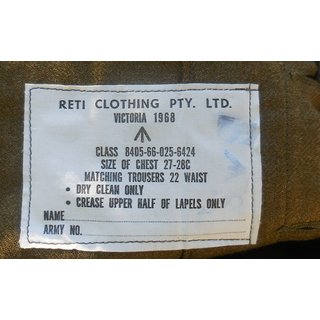 RETI CLOTHING PTY. LTD.
VICTORIA 1968
CLASS 8405-66-025-6424
SIZE OF CHEST 27-28C
MATCHING TROUSERS 22 WAIST
• DRY CLEAN ONLY
• CREASE UPPER HALF OF LAPELS ONLY
NAME
ARMY NO.